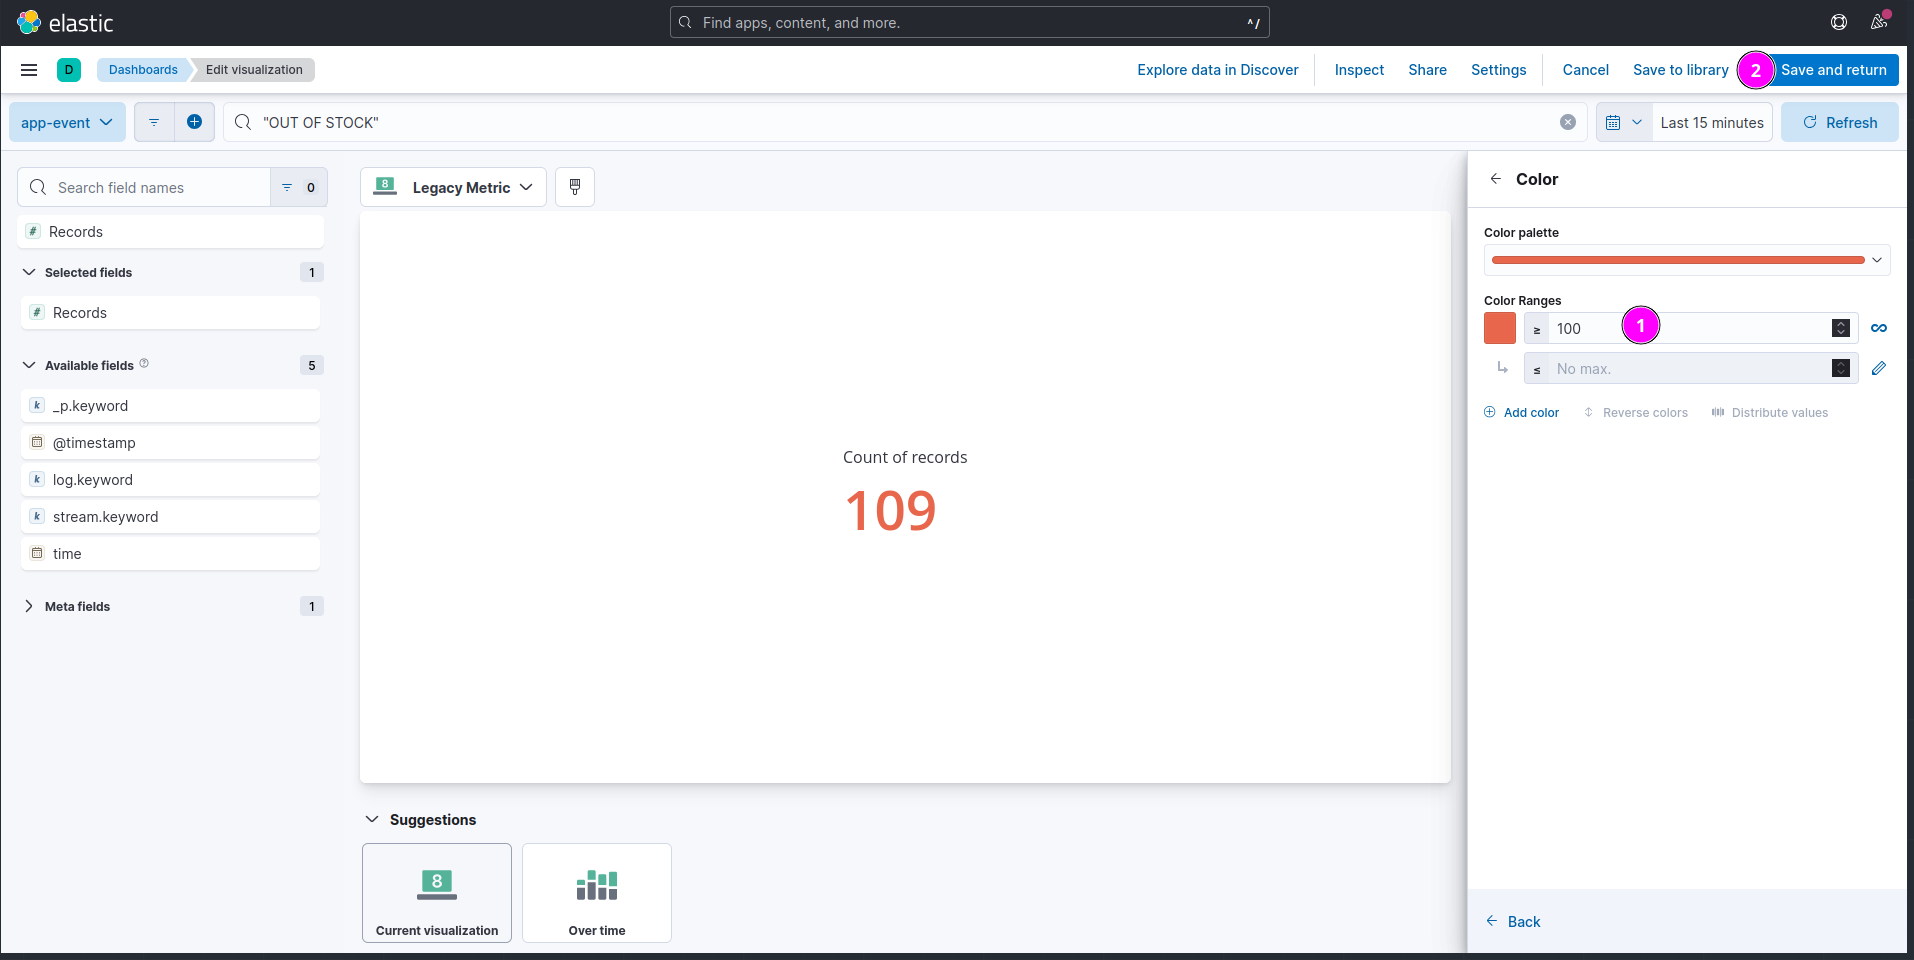 elastic
Find apps, content, and more.
^ /
D
Dashboards
Edit visualization
Explore data in Discover
Inspect
Share
Settings
Cancel
Save to library
2
Save and return
app-event
"OUT OF STOCK"
Last 15 minutes
Refresh
Search field names
0
# Records
Selected fields
1
# Records
Available fields
5
k _p.keyword
@timestamp
k log.keyword
k stream.keyword
time
Meta fields
1
8 Legacy Metric
Count of records
109
Suggestions
8
Current visualization
Over time
Color
Color palette
Color Ranges
≥ 100
1
≤ No max.
Add color
Reverse colors
Distribute values
Back